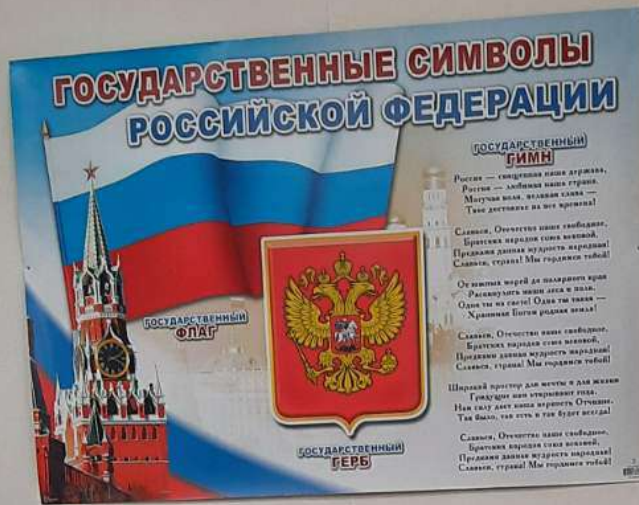 ГОСУДАРСТВЕННЫЕ СИМВОЛЫ
РОССИЙСКОЙ ФЕДЕРАЦИИ
ГОСУДАРСТВЕННЫЙ
ФЛАГ
ГОСУДАРСТВЕННЫЙ
ГЕРБ
ГОСУДАРСТВЕННЫЙ
ГИМН
Россия — священная наша держава,
Россия — любимая наша страна.
Могучая воля, великая слава —
Твое достоянье на все времена!
Славься, Отечество наше свободное,
Братских народов союз вековой,
Предками данная мудрость народная!
Славься, страна! Мы гордимся тобой!
От южных морей до полярного края
Раскинулись наши леса и поля.
Одна ты на свете! Одна ты такая —
Хранимая Богом родная земля!
Славься, Отечество наше свободное,
Братских народов союз вековой,
Предками данная мудрость народная!
Славься, страна! Мы гордимся тобой!
Широкий простор для мечты и для жизни
Грядущие нам открывают года.
Нам силу дает наша верность Отчизне.
Так было, так есть и так будет всегда!
Славься, Отечество наше свободное,
Братских народов союз вековой,
Предками данная мудрость народная!
Славься, страна! Мы гордимся тобой!